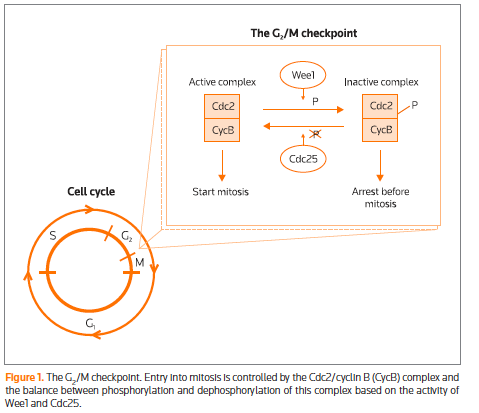 The G₂/M checkpoint
Wee1
Active complex
Inactive complex
Cdc2
P
Cdc2
P
CycB
P
CycB
Cdc25
Start mitosis
Arrest before
mitosis
Cell cycle
S
G₂
M
G₁
Figure 1. The G₂/M checkpoint. Entry into mitosis is controlled by the Cdc2/cyclin B (CycB) complex and
the balance between phosphorylation and dephosphorylation of this complex based on the activity of
Wee1 and Cdc25.